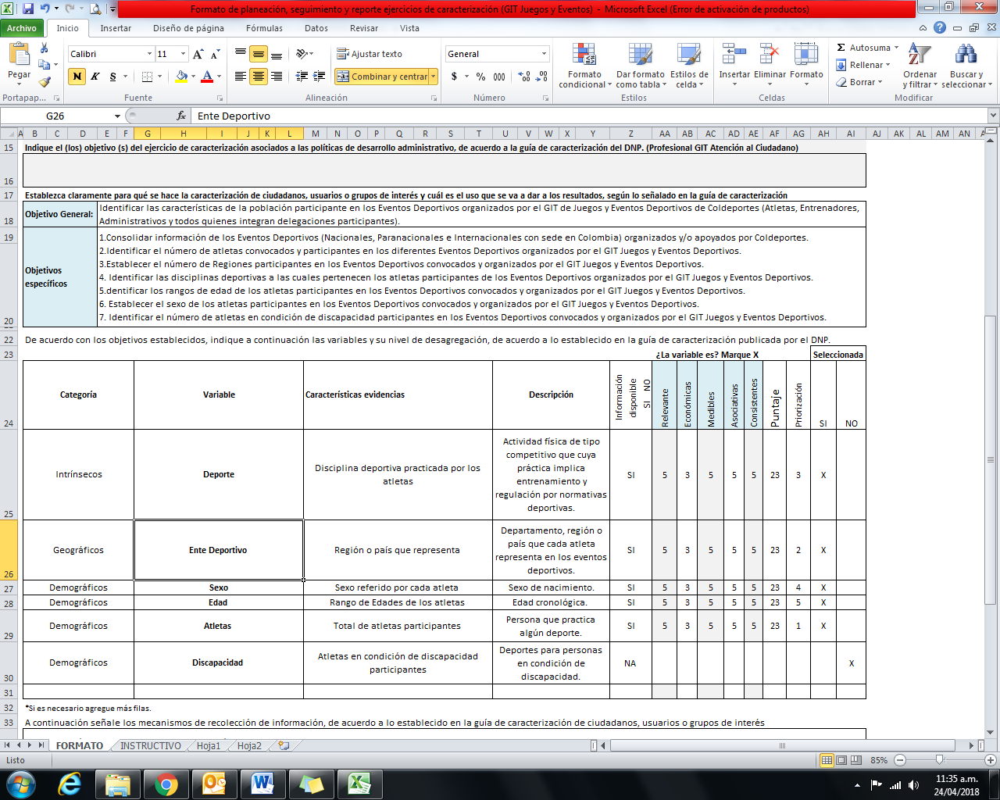 Formato de planeación, seguimiento y reporte ejercicios de caracterización (GIT Juegos y Eventos) - Microsoft Excel (Error de activación de productos)
Archivo Inicio Insertar Diseño de página Fórmulas Datos Revisar Vista
Pegar
Calibri 11
N K S
Ajustar texto
Combinar y centrar
General
$ % 000
Formato condicional
Dar formato como tabla
Estilos de celda
Insertar Eliminar Formato
Σ Autosuma
Rellenar
Borrar
Ordenar y filtrar
Buscar y seleccionar
Portapap... Fuente Alineación Número Estilos Celdas Modificar
G26 fx Ente Deportivo
A B C D E F G H I J K L M N O P Q R S T U V W X Y Z AA AB AC AD AE AF AG AH AI AJ AK AL AM AN
15 Indique el (los) objetivo (s) del ejercicio de caracterización asociados a las políticas de desarrollo administrativo, de acuerdo a la guía de caracterización del DNP. (Profesional GIT Atención al Ciudadano)
16
17 Establezca claramente para qué se hace la caracterización de ciudadanos, usuarios o grupos de interés y cuál es el uso que se va a dar a los resultados, según lo señalado en la guía de caracterización
18 Objetivo General: Identificar las características de la población participante en los Eventos Deportivos organizados por el GIT de Juegos y Eventos Deportivos de Coldeportes (Atletas, Entrenadores,
Administrativos y todos quienes integran delegaciones participantes).
19
20 Objetivos específicos
1.Consolidar información de los Eventos Deportivos (Nacionales, Paranacionales e Internacionales con sede en Colombia) organizados y/o apoyados por Coldeportes.
2.Identificar el número de atletas convocados y participantes en los diferentes Eventos Deportivos organizados por el GIT Juegos y Eventos Deportivos.
3.Establecer el número de Regiones participantes en los Eventos Deportivos convocados y organizados por el GIT Juegos y Eventos Deportivos.
4. Identificar las disciplinas deportivas a las cuales pertenecen los atletas participantes de los Eventos Deportivos organizados por el GIT Juegos y Eventos Deportivos.
5.dentificar los rangos de edad de los atletas participantes en los Eventos Deportivos convocados y organizados por el GIT Juegos y Eventos Deportivos.
6. Establecer el sexo de los atletas participantes en los Eventos Deportivos convocados y organizados por el GIT Juegos y Eventos Deportivos.
7. Identificar el número de atletas en condición de discapacidad participantes en los Eventos Deportivos convocados y organizados por el GIT Juegos y Eventos Deportivos.
22 De acuerdo con los objetivos establecidos, indique a continuación las variables y su nivel de desagregación, de acuerdo a lo establecido en la guía de caracterización publicada por el DNP.
23 ¿La variable es? Marque X Seleccionada
24 Categoría Variable Características evidencias Descripción Información disponible SI NO Relevante Económicas Medibles Asociativas Consistentes Puntaje Priorización SI NO
25 Intrínsecos Deporte Disciplina deportiva practicada por los atletas Actividad física de tipo competitivo que cuya práctica implica entrenamiento y regulación por normativas deportivas. SI 5 3 5 5 5 23 3 X
26 Geográficos Ente Deportivo Región o país que representa Departamento, región o país que cada atleta representa en los eventos deportivos. SI 5 3 5 5 5 23 2 X
27 Demográficos Sexo Sexo referido por cada atleta Sexo de nacimiento. SI 5 3 5 5 5 23 4 X
28 Demográficos Edad Rango de Edades de los atletas Edad cronológica. SI 5 3 5 5 5 23 5 X
29 Demográficos Atletas Total de atletas participantes Persona que practica algún deporte. SI 5 3 5 5 5 23 1 X
30 Demográficos Discapacidad Atletas en condición de discapacidad participantes Deportes para personas en condición de discapacidad. NA X
31
32 *Si es necesario agregue más filas.
33 A continuación señale los mecanismos de recolección de información, de acuerdo a lo establecido en la guía de caracterización de ciudadanos, usuarios o grupos de interés
FORMATO INSTRUCTIVO Hoja1 Hoja2
Listo 85%
11:35 a.m.
24/04/2018